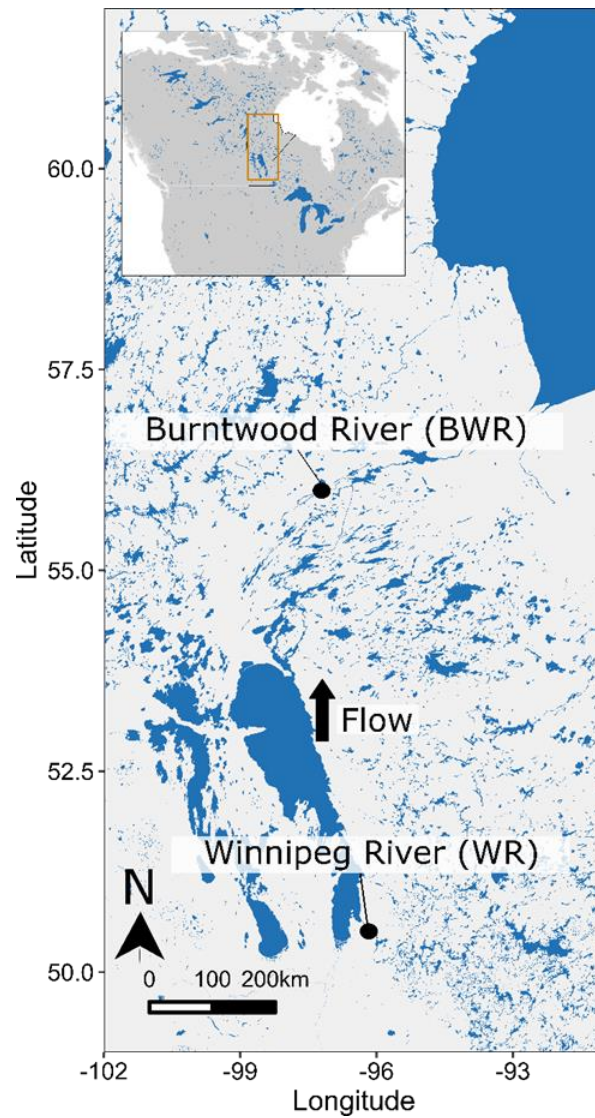 60.0
57.5
Burntwood River (BWR)
Latitude
55.0
Flow
52.5
Winnipeg River (WR)
N
50.0
0 100 200km
-102 -99 -96 -93
Longitude